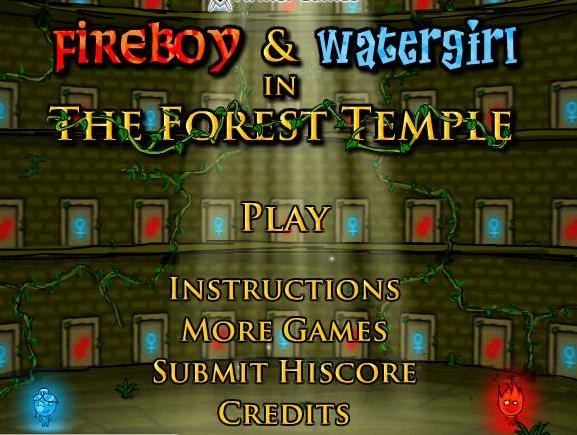 FIREBOY & WATERGIRL
IN
THE FOREST TEMPLE
PLAY
INSTRUCTIONS
MORE GAMES
SUBMIT HISCORE
CREDITS